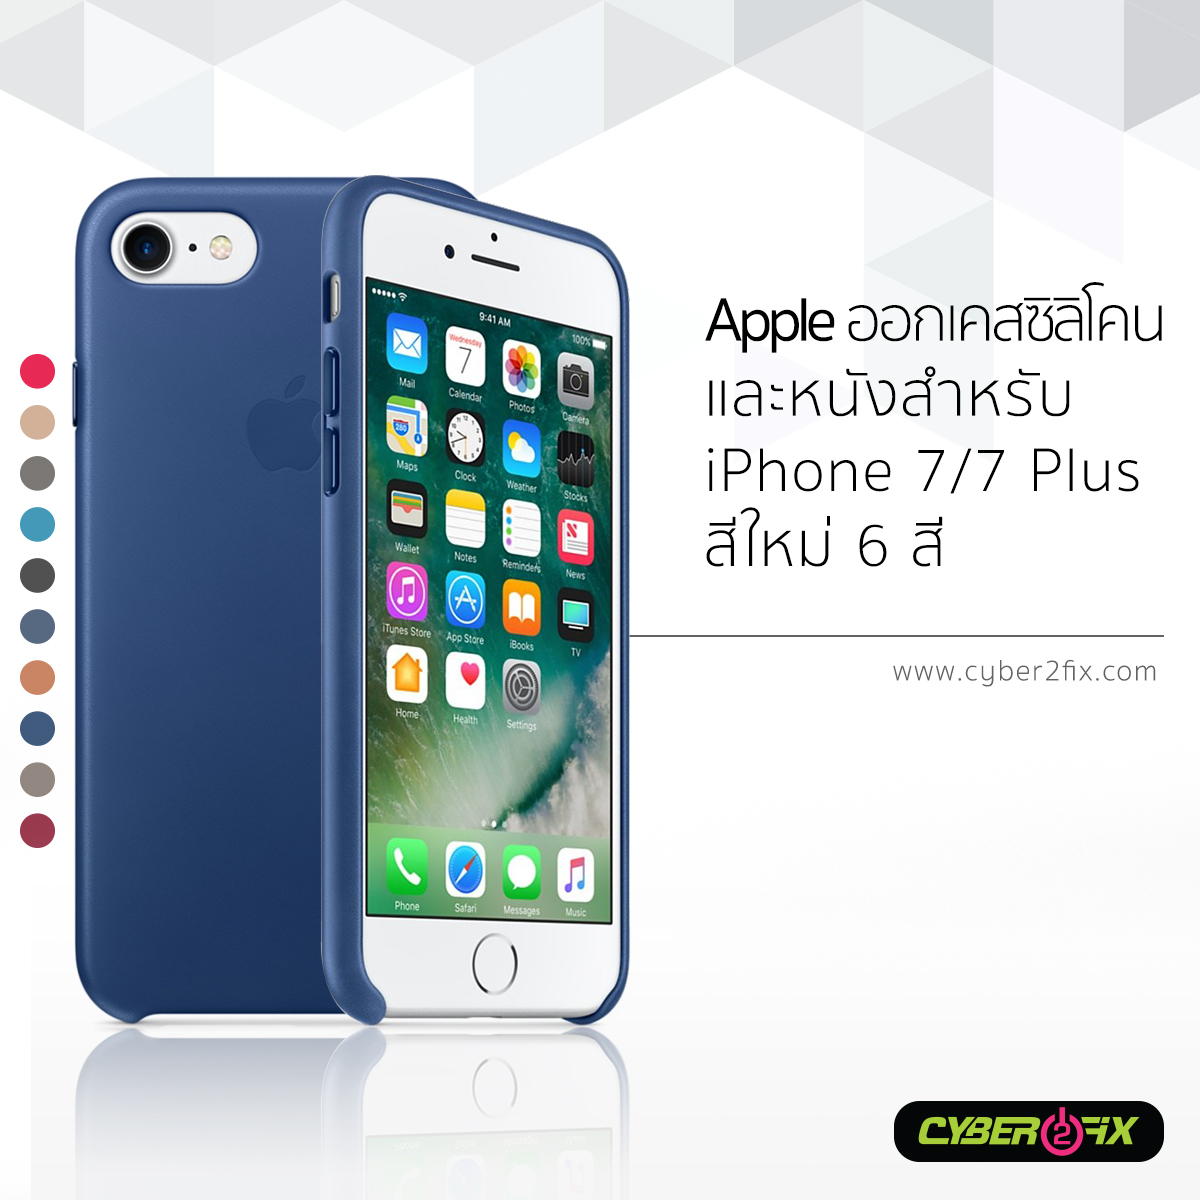 Apple ออกเคสซิลิโคน
และหนังสำหรับ
iPhone 7/7 Plus
สีใหม่ 6 สี
www.cyber2fix.com
9:41 AM
100%
Mail
Wednesday
7
Calendar
Photos
Camera
280
Maps
Clock
Weather
Stocks
Wallet
Notes
Reminders
News
iTunes Store
App Store
iBooks
TV
Home
Health
Settings
Phone
Safari
Messages
Music
CYBER2FiX